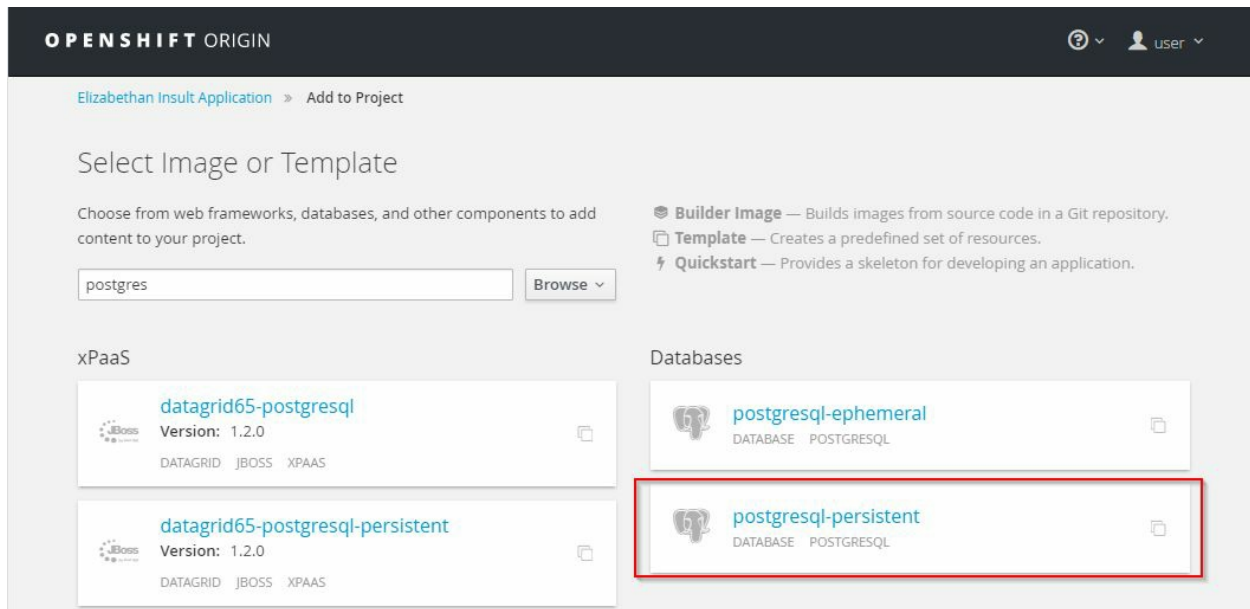 OPENSHIFT ORIGIN
user
Elizabethan Insult Application » Add to Project
Select Image or Template
Choose from web frameworks, databases, and other components to add
content to your project.
Builder Image — Builds images from source code in a Git repository.
Template — Creates a predefined set of resources.
Quickstart — Provides a skeleton for developing an application.
postgres
Browse
xPaaS
datagrid65-postgresql
Version: 1.2.0
DATAGRID JBOSS XPAAS
datagrid65-postgresql-persistent
Version: 1.2.0
DATAGRID JBOSS XPAAS
Databases
postgresql-ephemeral
DATABASE POSTGRESQL
postgresql-persistent
DATABASE POSTGRESQL
JBoss
JBoss